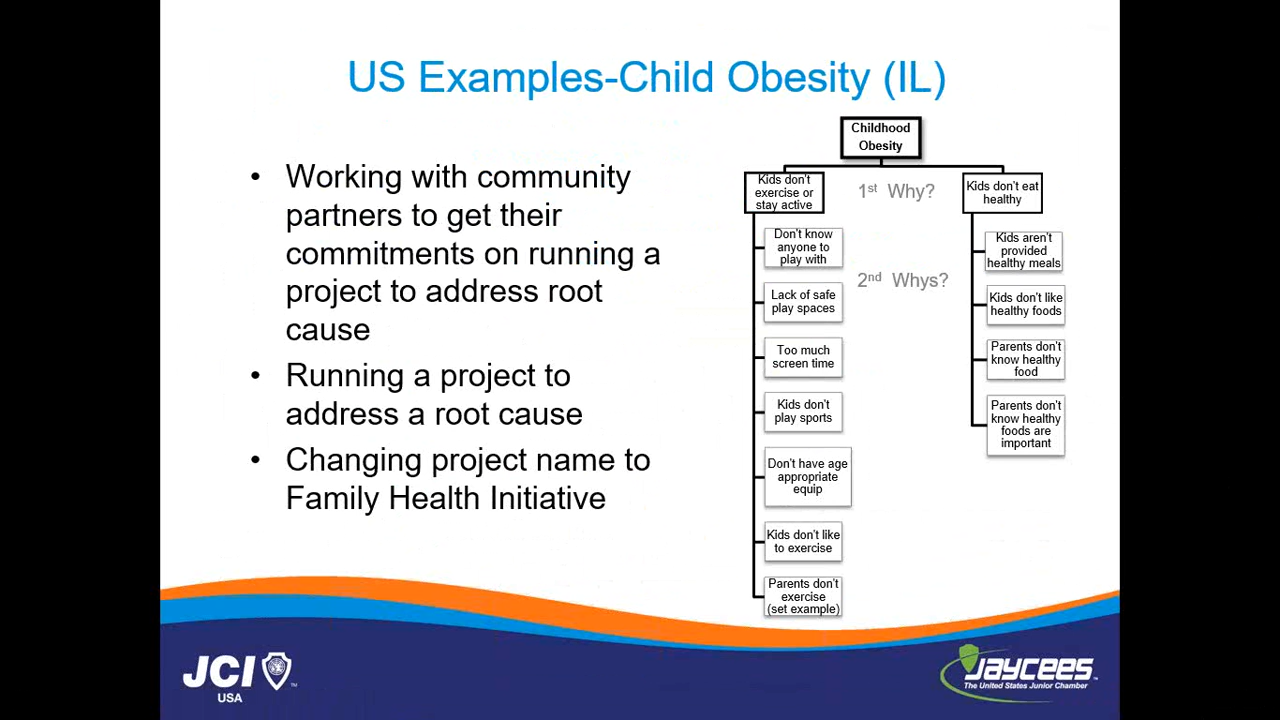 US Examples-Child Obesity (IL)
• Working with community
partners to get their
commitments on running a
project to address root
cause
• Running a project to
address a root cause
• Changing project name to
Family Health Initiative
Childhood
Obesity
1st Why?
Kids don't
exercise or
stay active
2nd Whys?
Don't know
anyone to
play with
Lack of safe
play spaces
Too much
screen time
Kids don't
play sports
Don't have age
appropriate
equip
Kids don't like
to exercise
Parents don't
exercise
(set example)
Kids don't eat
healthy
Kids aren't
provided
healthy meals
Kids don't like
healthy foods
Parents don't
know healthy
food
Parents don't
know healthy
foods are
important
JCI
TM
USA
Jaycees
TM
The United States Junior Chamber